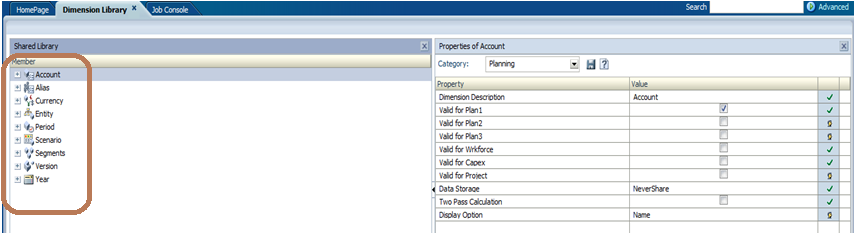 HomePage Dimension Library × Job Console Search Advanced
Shared Library
Member
Account
Alias
Currency
Entity
Period
Scenario
Segments
Version
Year
Properties of Account
Category: Planning
Property Value
Dimension Description Account
Valid for Plan1
Valid for Plan2
Valid for Plan3
Valid for Wrkforce
Valid for Capex
Valid for Project
Data Storage NeverShare
Two Pass Calculation
Display Option Name